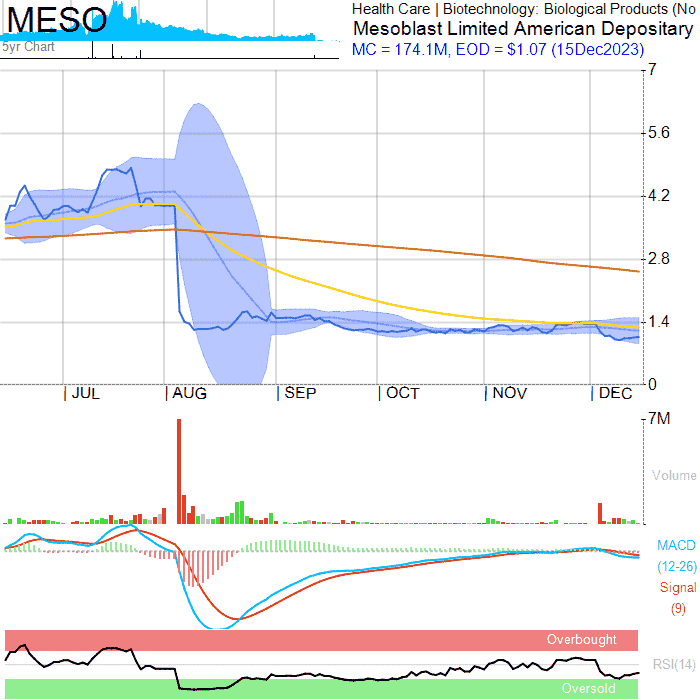 MESO
5yr Chart
Health Care | Biotechnology: Biological Products (No
Mesoblast Limited American Depositary
MC = 174.1M, EOD = $1.07 (15Dec2023)
7
5.6
4.2
2.8
1.4
0
JUL AUG SEP OCT NOV DEC
7M
Volume
MACD
(12-26)
Signal
(9)
Overbought
RSI(14)
Oversold